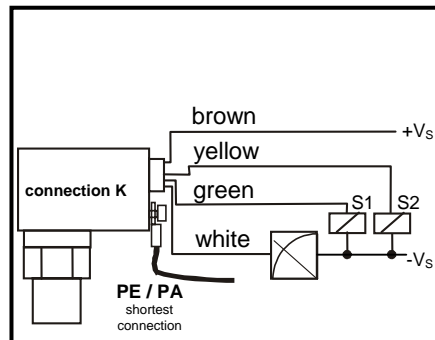 brown
+VS
yellow
connection K
green
S1 S2
white
-VS
PE / PA
shortest
connection